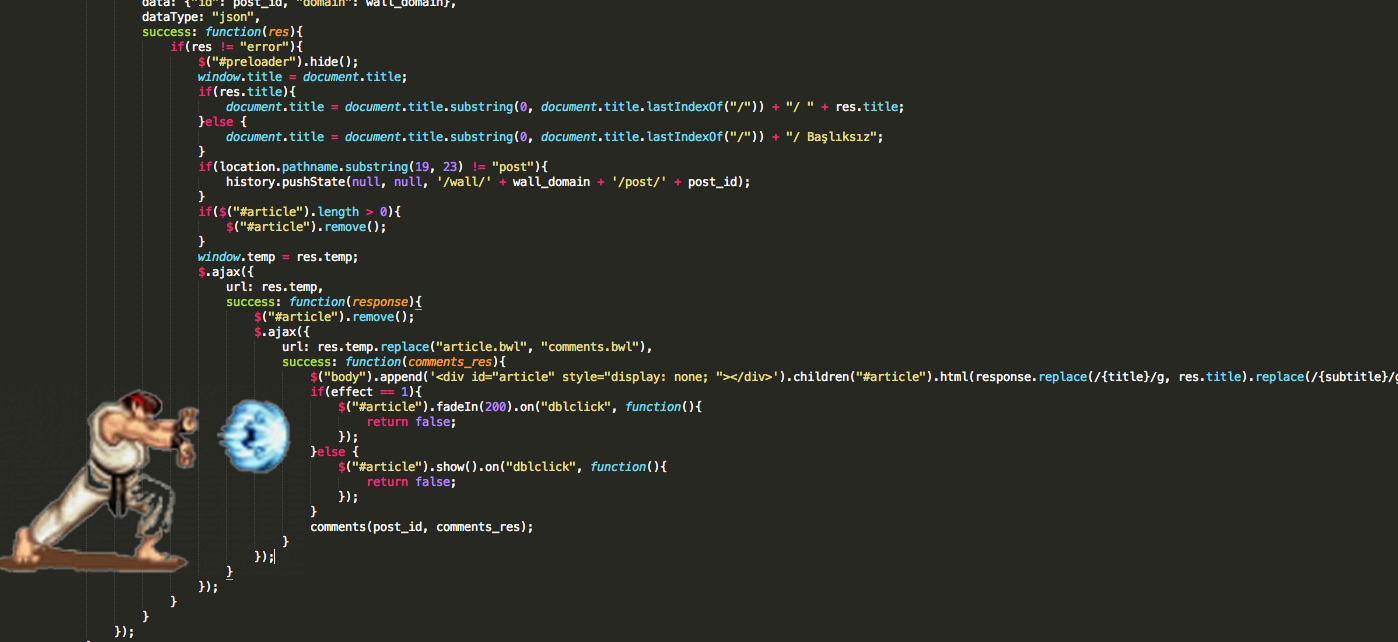 data: {"id": post_id, "domain": wall_domain},
dataType: "json",
success: function(res){
if(res != "error"){
$("#preloader").hide();
window.title = document.title;
if(res.title){
document.title = document.title.substring(0, document.title.lastIndexOf("/")) + "/ " + res.title;
}else {
document.title = document.title.substring(0, document.title.lastIndexOf("/")) + "/ Başlıksız";
}
if(location.pathname.substring(19, 23) != "post"){
history.pushState(null, null, '/wall/' + wall_domain + '/post/' + post_id);
}
if($("#article").length > 0){
$("#article").remove();
}
window.temp = res.temp;
$.ajax({
url: res.temp,
success: function(response){
$("#article").remove();
$.ajax({
url: res.temp.replace("article.bwl", "comments.bwl"),
success: function(comments_res){
$("body").append('<div id="article" style="display: none; "></div>').children("#article").html(response.replace(/{title}/g, res.title).replace(/{subtitle}/g
if(effect == 1){
$("#article").fadeIn(200).on("dblclick", function(){
return false;
});
}else {
$("#article").show().on("dblclick", function(){
return false;
});
}
comments(post_id, comments_res);
}
});
}
});
}
}
});